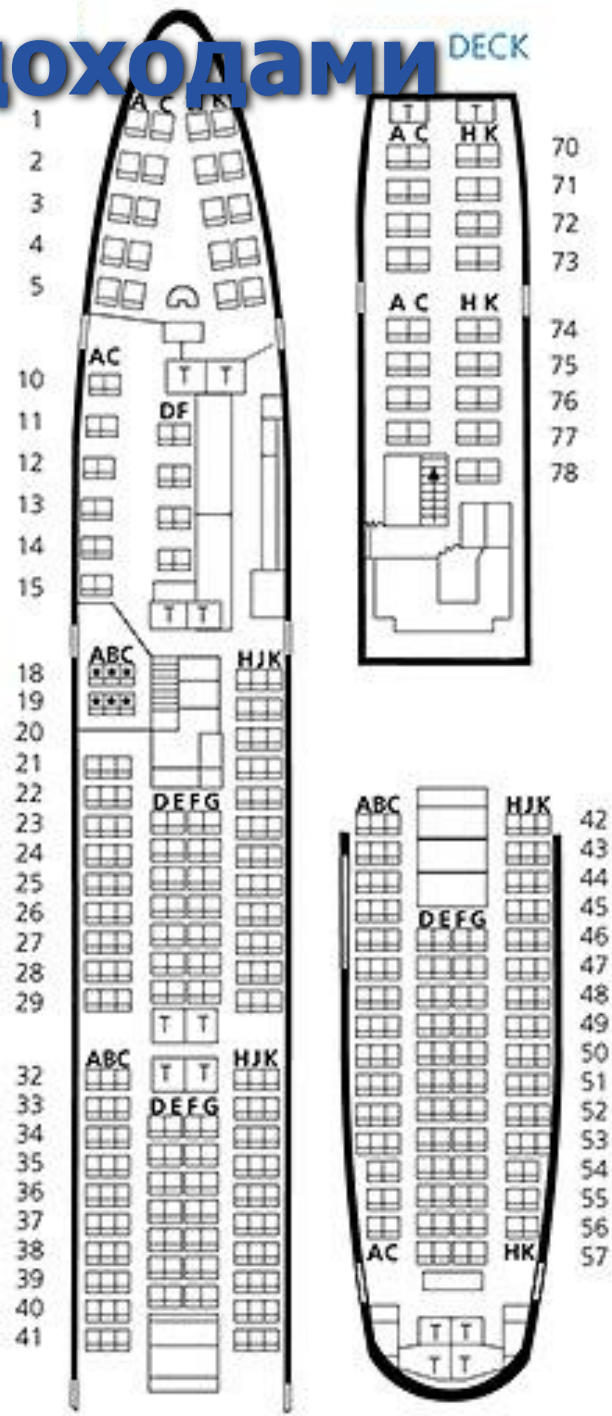 доходами
A C H K
1
2
3
4
5
AC
10
T T
DF
11
12
13
14
15
T T
ABC HJK
18
19
20
21
22
DEFG
23
24
25
26
27
28
29
T T
ABC HJK
32 T T
33
DEFG
34
35
36
37
38
39
40
41
DECK
T T
A C H K
70
71
72
73
A C H K
74
75
76
77
78
ABC HJK
42
43
44
45
DEFG
46
47
48
49
50
51
52
53
54
55
56
AC HK 57
T T
T T